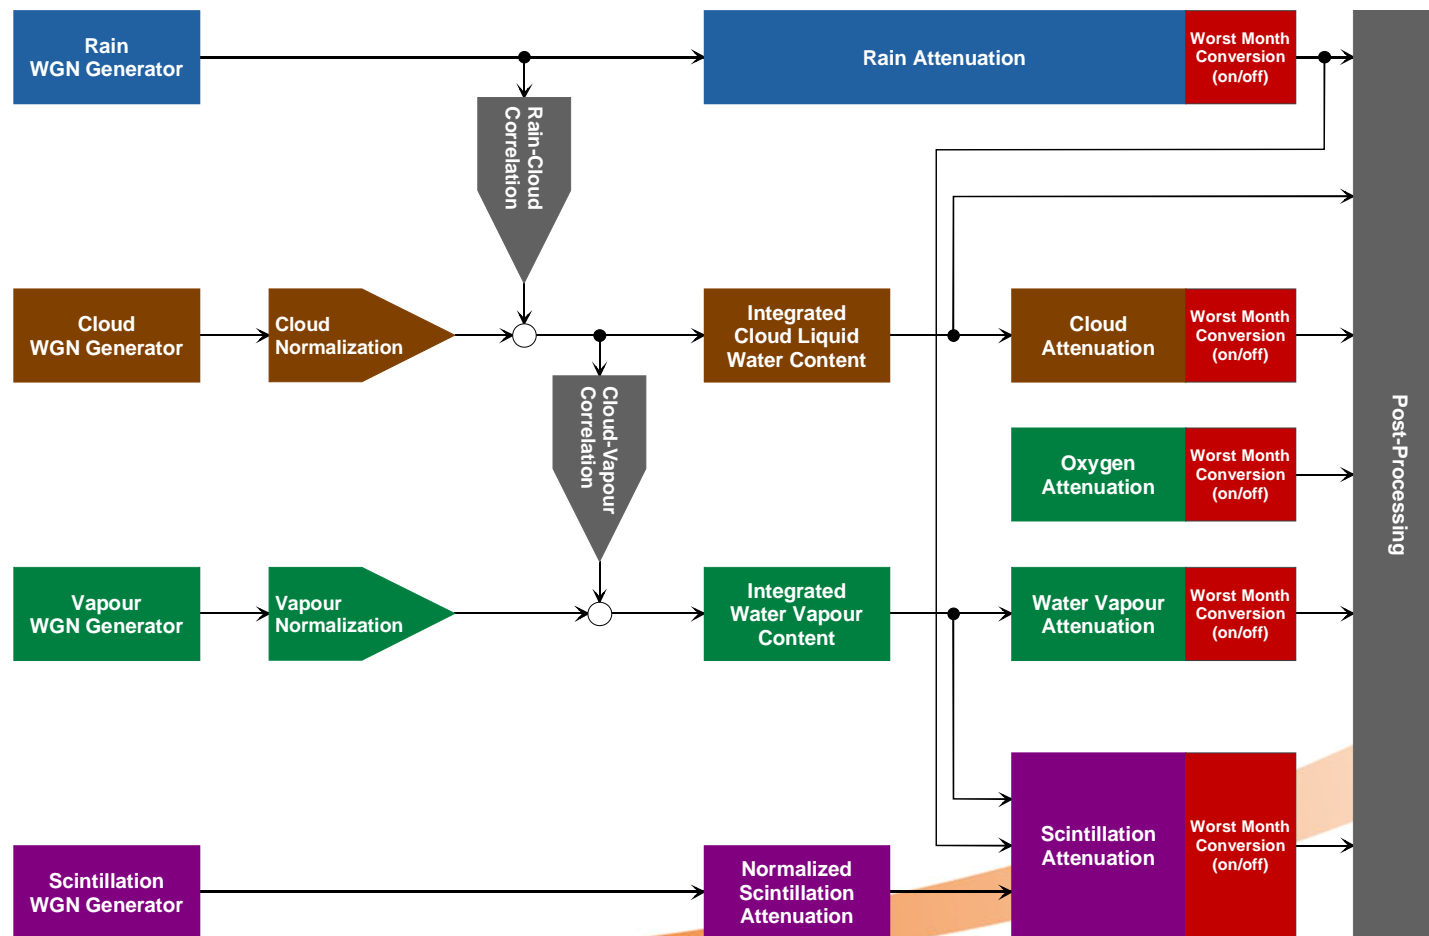 Rain
WGN Generator
Rain Attenuation
Worst Month
Conversion
(on/off)
Rain-Cloud
Correlation
Cloud
WGN Generator
Cloud
Normalization
Integrated
Cloud Liquid
Water Content
Cloud
Attenuation
Worst Month
Conversion
(on/off)
Cloud-Vapour
Correlation
Oxygen
Attenuation
Worst Month
Conversion
(on/off)
Post-Processing
Vapour
WGN Generator
Vapour
Normalization
Integrated
Water Vapour
Content
Water Vapour
Attenuation
Worst Month
Conversion
(on/off)
Scintillation
WGN Generator
Normalized
Scintillation
Attenuation
Scintillation
Attenuation
Worst Month
Conversion
(on/off)